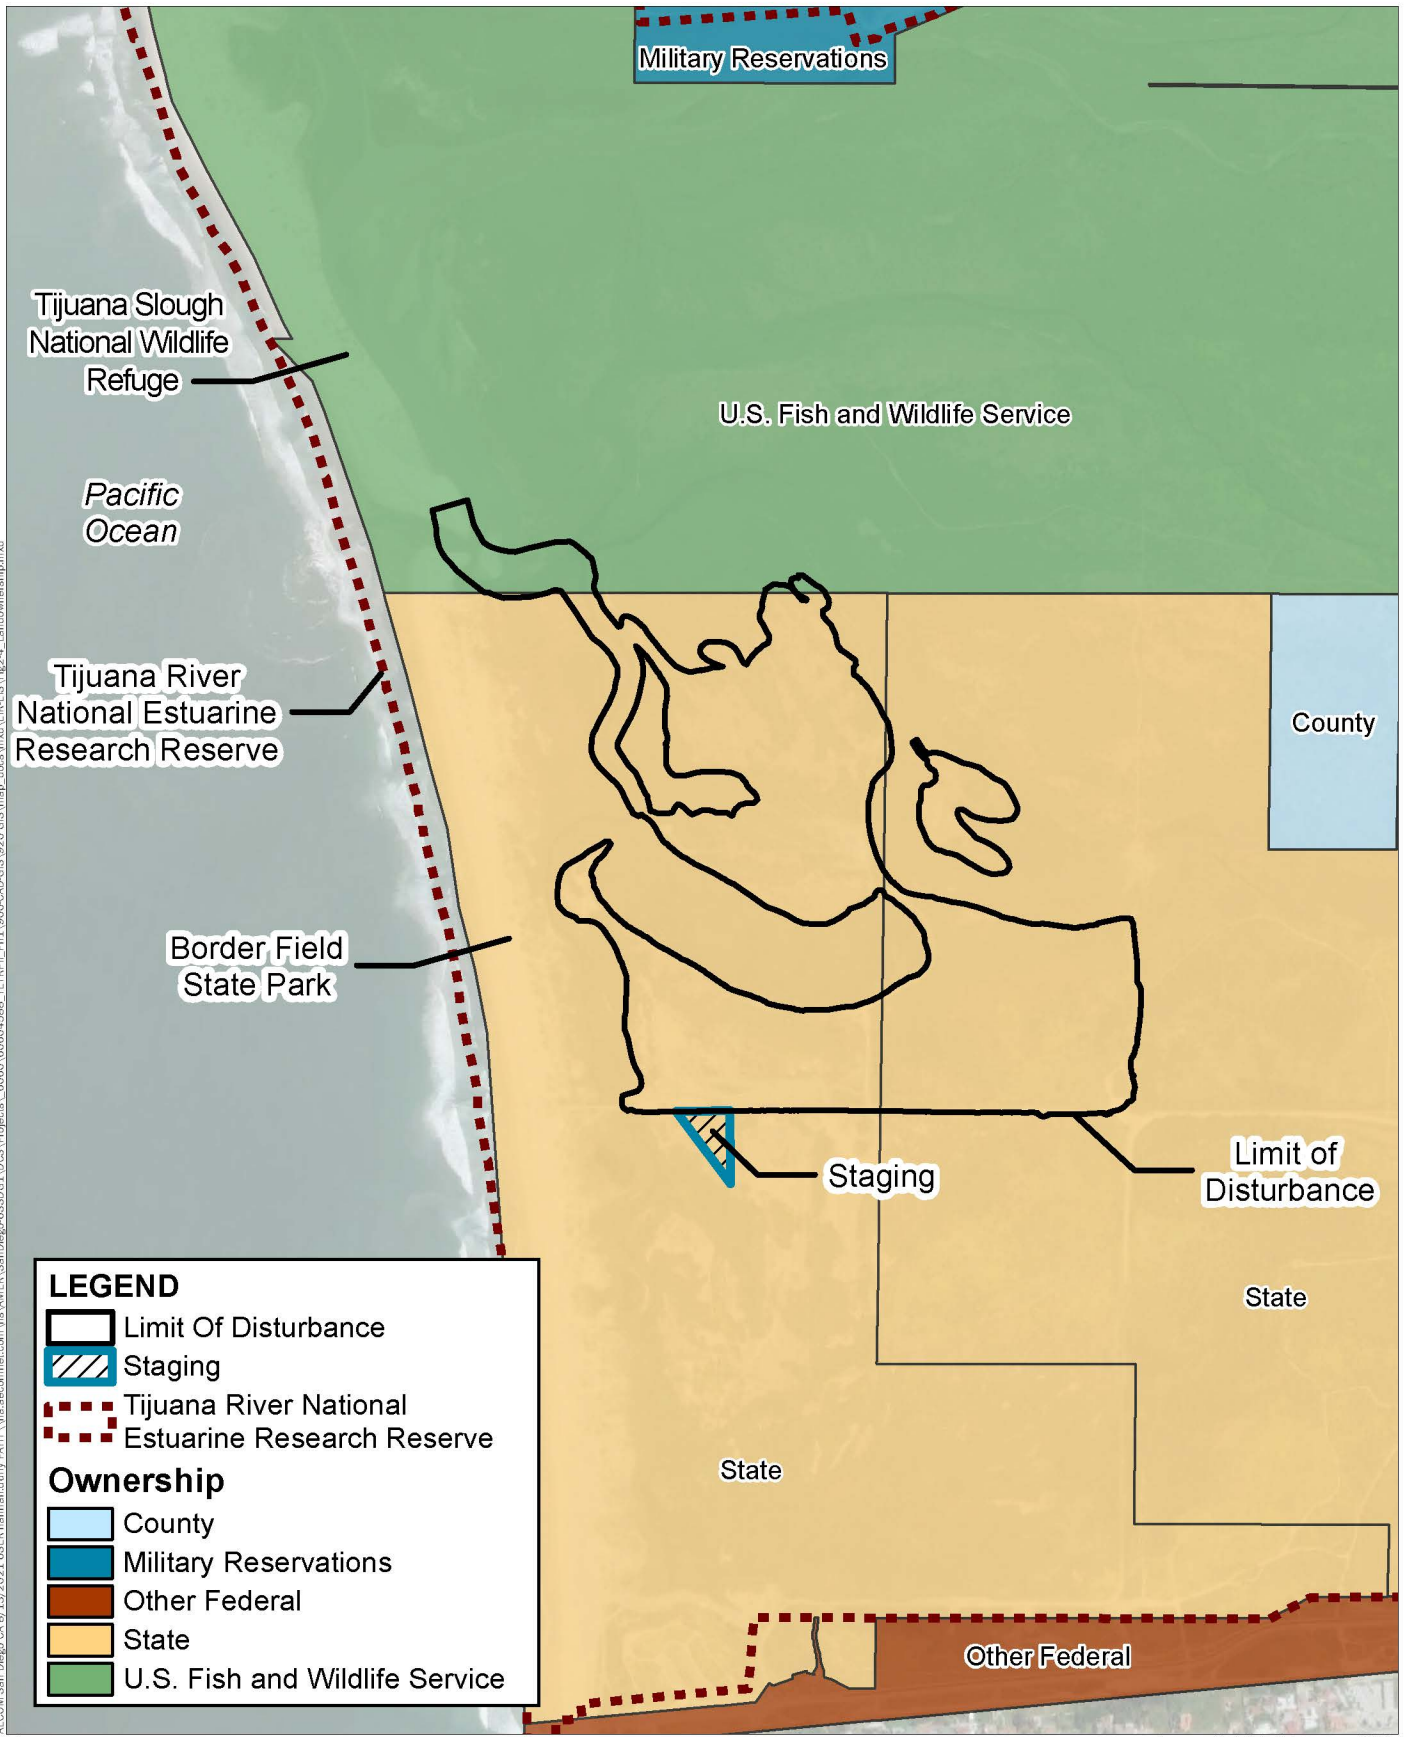 Military Reservations
Tijuana Slough
National Wildlife
Refuge
U.S. Fish and Wildlife Service
Pacific
Ocean
Tijuana River
National Estuarine
Research Reserve
County
Border Field
State Park
Staging
Limit of
Disturbance
State
State
Other Federal
LEGEND
Limit Of Disturbance
Staging
Tijuana River National
Estuarine Research Reserve
Ownership
County
Military Reservations
Other Federal
State
U.S. Fish and Wildlife Service